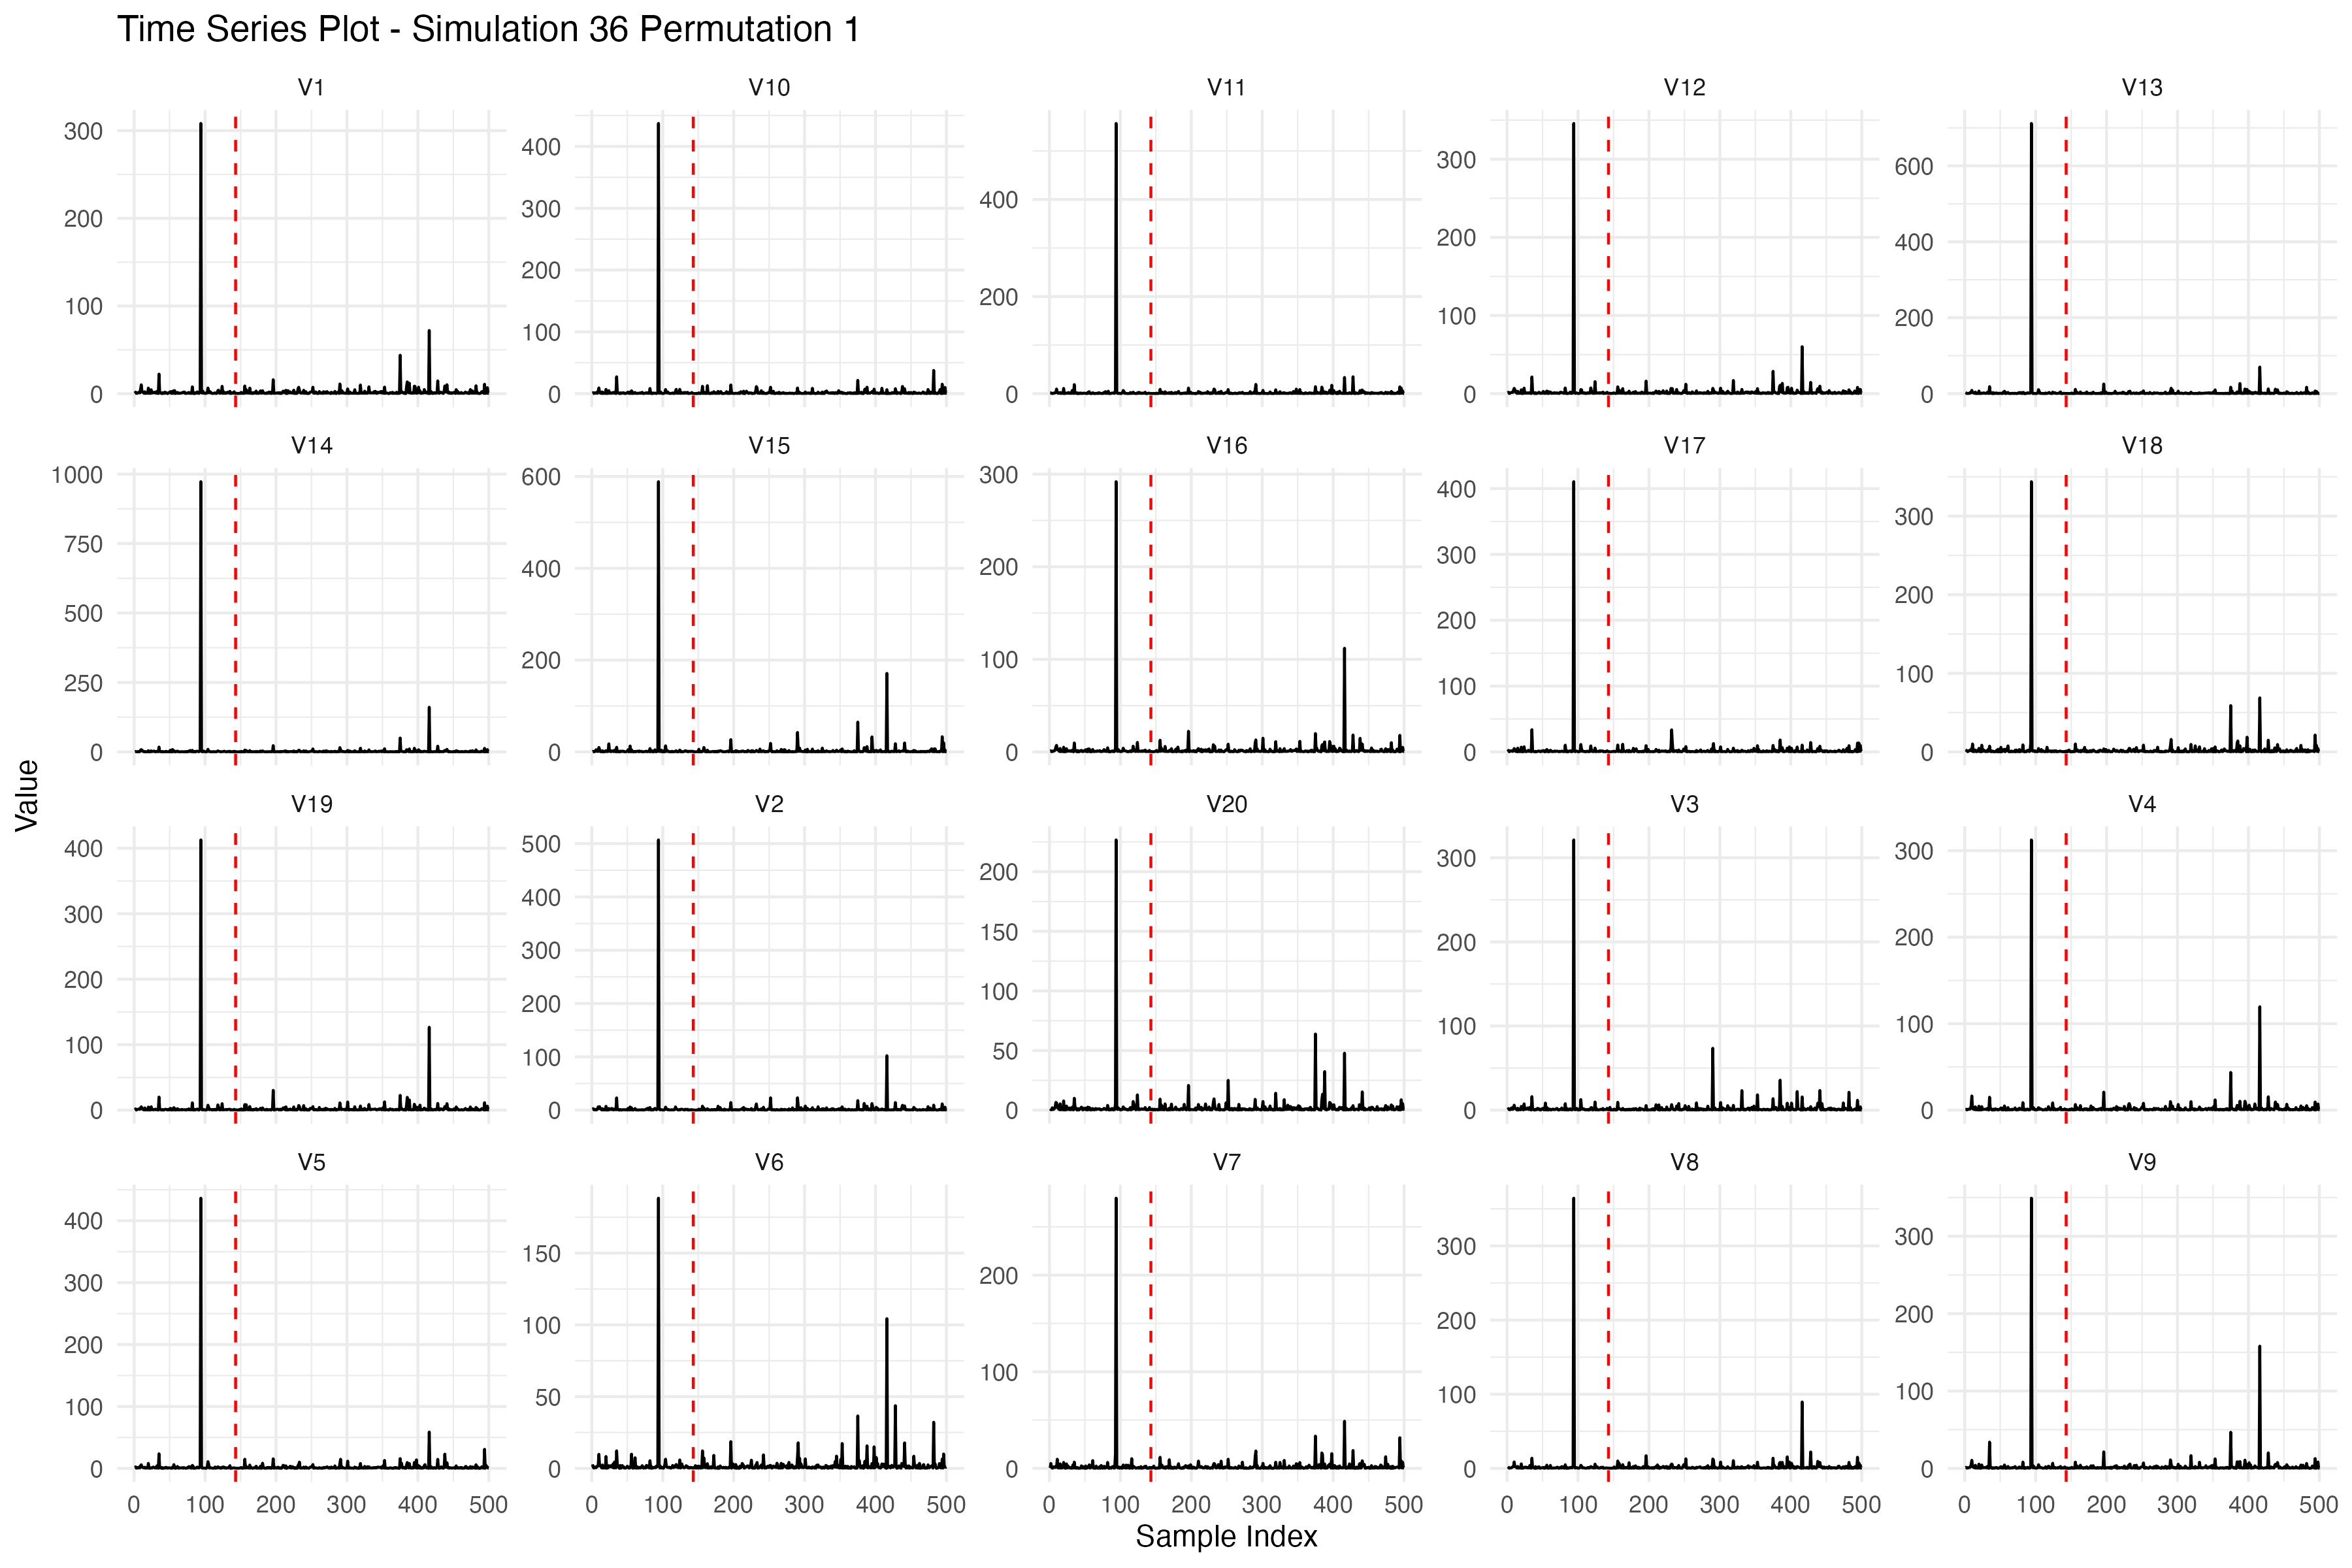 Time Series Plot - Simulation 36 Permutation 1
V1 V10 V11 V12 V13
300 200 100 0
400 300 200 100 0
400 200 0
300 200 100 0
600 400 200 0
V14 V15 V16 V17 V18
1000 750 500 250 0
600 400 200 0
300 200 100 0
400 300 200 100 0
300 200 100 0
Value
V19 V2 V20 V3 V4
400 300 200 100 0
500 400 300 200 100 0
200 150 100 50 0
300 200 100 0
300 200 100 0
V5 V6 V7 V8 V9
400 300 200 100 0
150 100 50 0
200 100 0
300 200 100 0
300 200 100 0
0 100 200 300 400 500 0 100 200 300 400 500 0 100 200 300 400 500 0 100 200 300 400 500 0 100 200 300 400 500
Sample Index